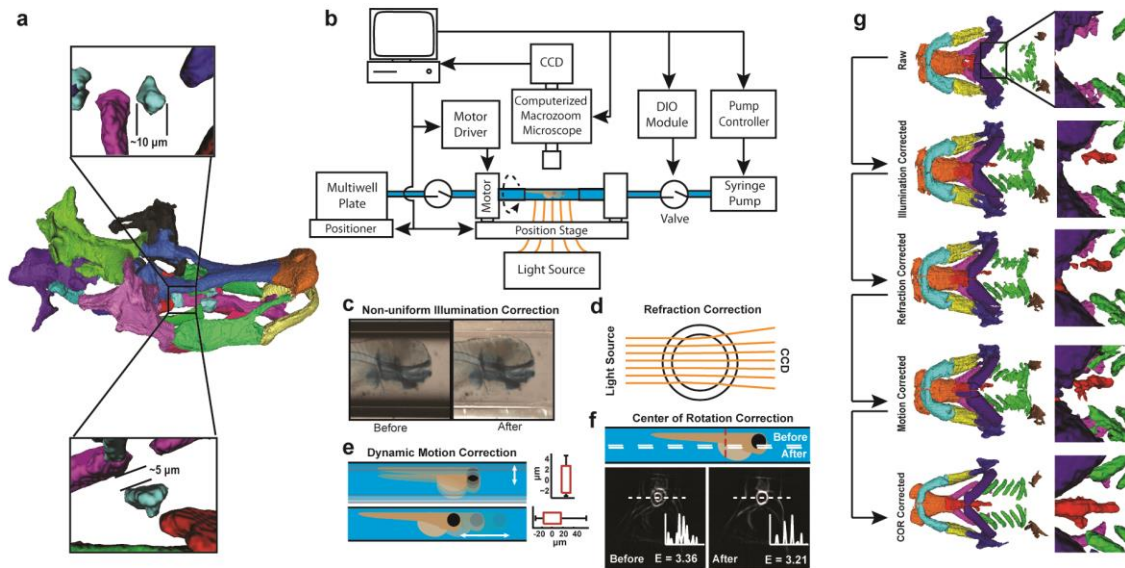 a
~10 µm
~5 µm
b
CCD
Computerized
Macrozoom
Microscope
Motor
Driver
DIO
Module
Pump
Controller
Multiwell
Plate
Positioner
Motor
Valve
Syringe
Pump
Position Stage
Light Source
c
Non-uniform Illumination Correction
Before
After
d
Refraction Correction
Light Source
CCD
e
Dynamic Motion Correction
µm
4
2
0
-2
-20 0 20
µm
f
Center of Rotation Correction
Before
After
Before E = 3.36
After E = 3.21
g
Raw
Illumination Corrected
Refraction Corrected
Motion Corrected
COR Corrected